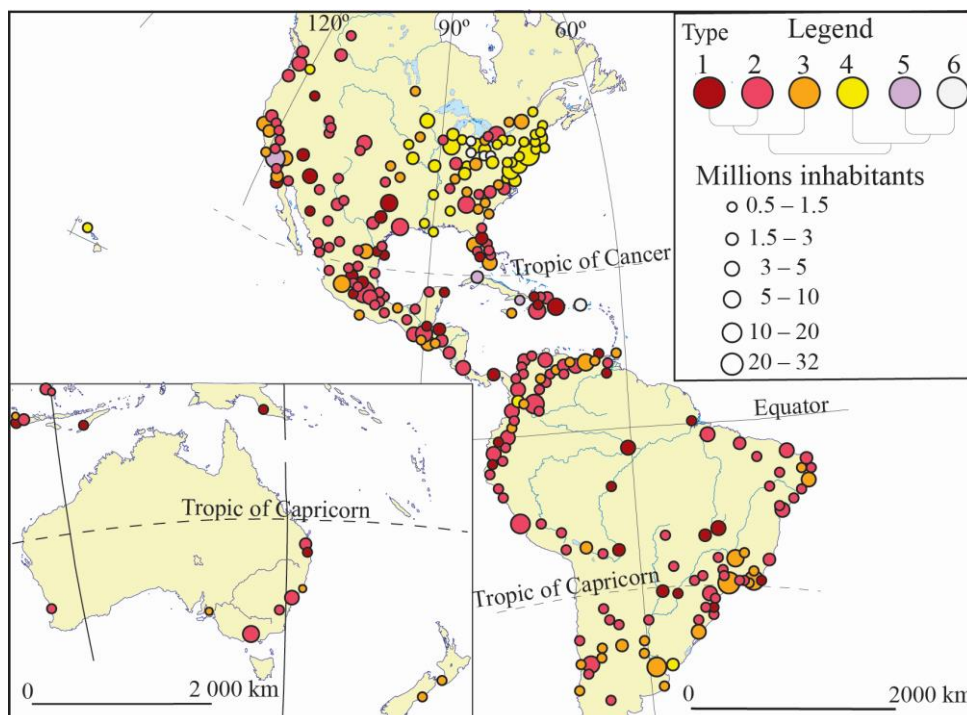 120º
90º
60º
Type
Legend
1 2 3 4 5 6
Millions inhabitants
0.5 – 1.5
1.5 – 3
3 – 5
5 – 10
10 – 20
20 – 32
Tropic of Cancer
Equator
Tropic of Capricorn
Tropic of Capricorn
0 2 000 km
0 2000 km